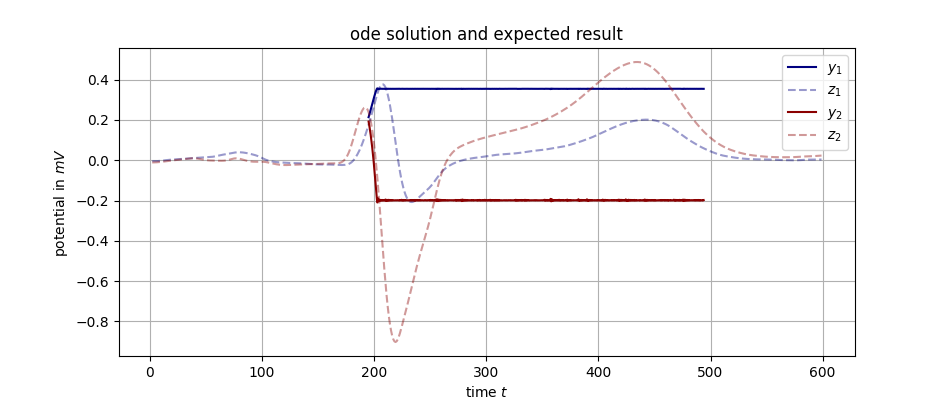 ode solution and expected result
0.4
0.2
0.0
−0.2
−0.4
−0.6
−0.8
potential in mV
0
100
200
300
400
500
600
time t
y₁
z₁
y₂
z₂